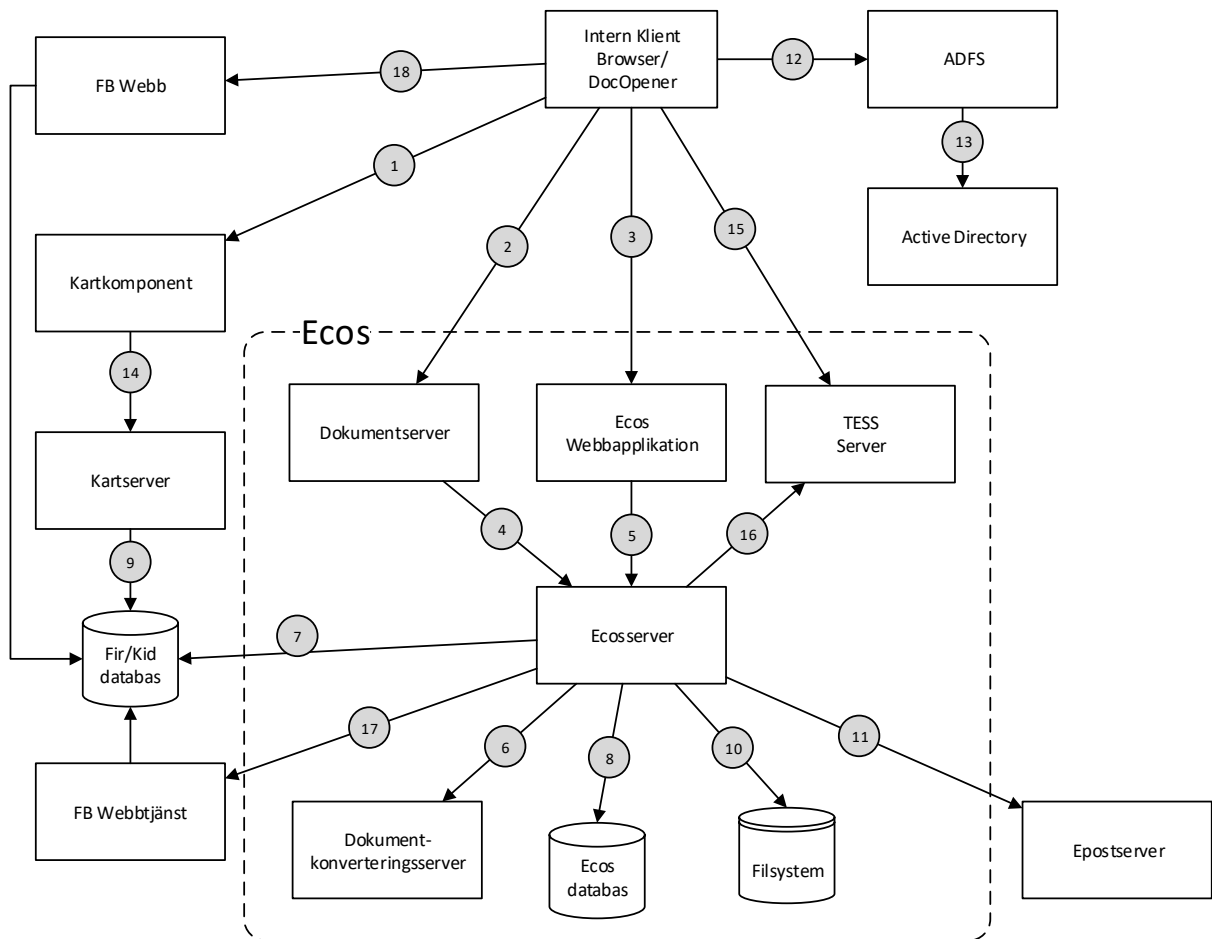 Intern Klient
Browser/
DocOpener
FB Webb
18
12
ADFS
13
1
Active Directory
2
3
15
Kartkomponent
Ecos
14
Dokumentserver
Ecos
Webbapplikation
TESS
Server
Kartserver
4
5
16
9
7
Ecosserver
Fir/Kid
databas
17
6
8
10
11
FB Webbtjänst
Dokument-
konverteringsserver
Ecos
databas
Filsystem
Epostserver